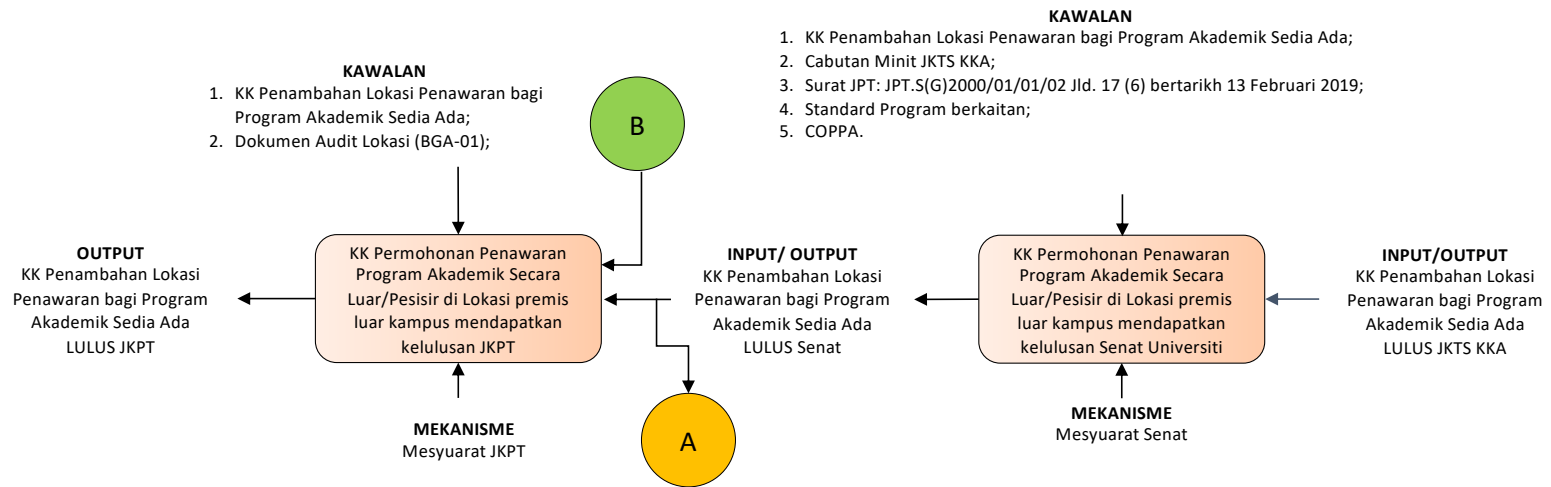 KAWALAN
1. KK Penambahan Lokasi Penawaran bagi Program Akademik Sedia Ada;
2. Cabutan Minit JKTS KKA;
3. Surat JPT: JPT.S(G)2000/01/01/02 Jld. 17 (6) bertarikh 13 Februari 2019;
4. Standard Program berkaitan;
5. COPPA.
KAWALAN
1. KK Penambahan Lokasi Penawaran bagi
Program Akademik Sedia Ada;
2. Dokumen Audit Lokasi (BGA-01);
B
OUTPUT
KK Penambahan Lokasi
Penawaran bagi Program
Akademik Sedia Ada
LULUS JKPT
KK Permohonan Penawaran
Program Akademik Secara
Luar/Pesisir di Lokasi premis
luar kampus mendapatkan
kelulusan JKPT
INPUT/ OUTPUT
KK Penambahan Lokasi
Penawaran bagi Program
Akademik Sedia Ada
LULUS Senat
KK Permohonan Penawaran
Program Akademik Secara
Luar/Pesisir di Lokasi premis
luar kampus mendapatkan
kelulusan Senat Universiti
INPUT/OUTPUT
KK Penambahan Lokasi
Penawaran bagi Program
Akademik Sedia Ada
LULUS JKTS KKA
MEKANISME
Mesyuarat JKPT
A
MEKANISME
Mesyuarat Senat